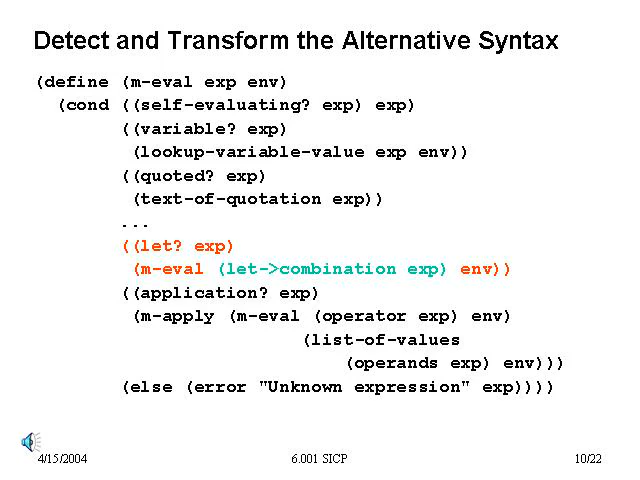 Detect and Transform the Alternative Syntax
(define (m-eval exp env)
  (cond ((self-evaluating? exp) exp)
        ((variable? exp)
         (lookup-variable-value exp env))
        ((quoted? exp)
         (text-of-quotation exp))
        ...
        ((let? exp)
         (m-eval (let->combination exp) env))
        ((application? exp)
         (m-apply (m-eval (operator exp) env)
                         (list-of-values
                             (operands exp) env)))
        (else (error "Unknown expression" exp))))
4/15/2004 6.001 SICP 10/22